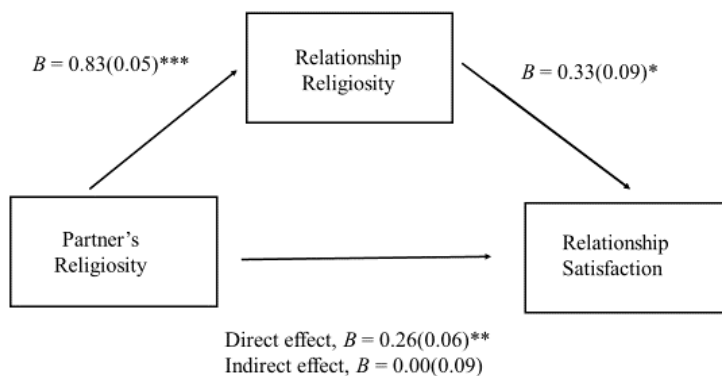 B = 0.83(0.05)***
Relationship
Religiosity
B = 0.33(0.09)*
Partner's
Religiosity
Relationship
Satisfaction
Direct effect, B = 0.26(0.06)**
Indirect effect, B = 0.00(0.09)